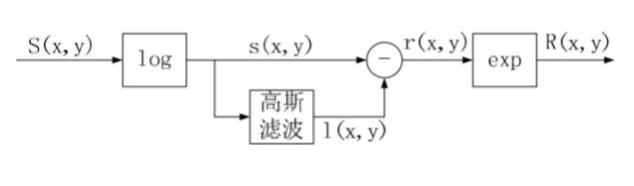 S(x, y)
log
s(x, y)
−
r(x, y)
exp
R(x, y)
高斯
滤波
l(x, y)